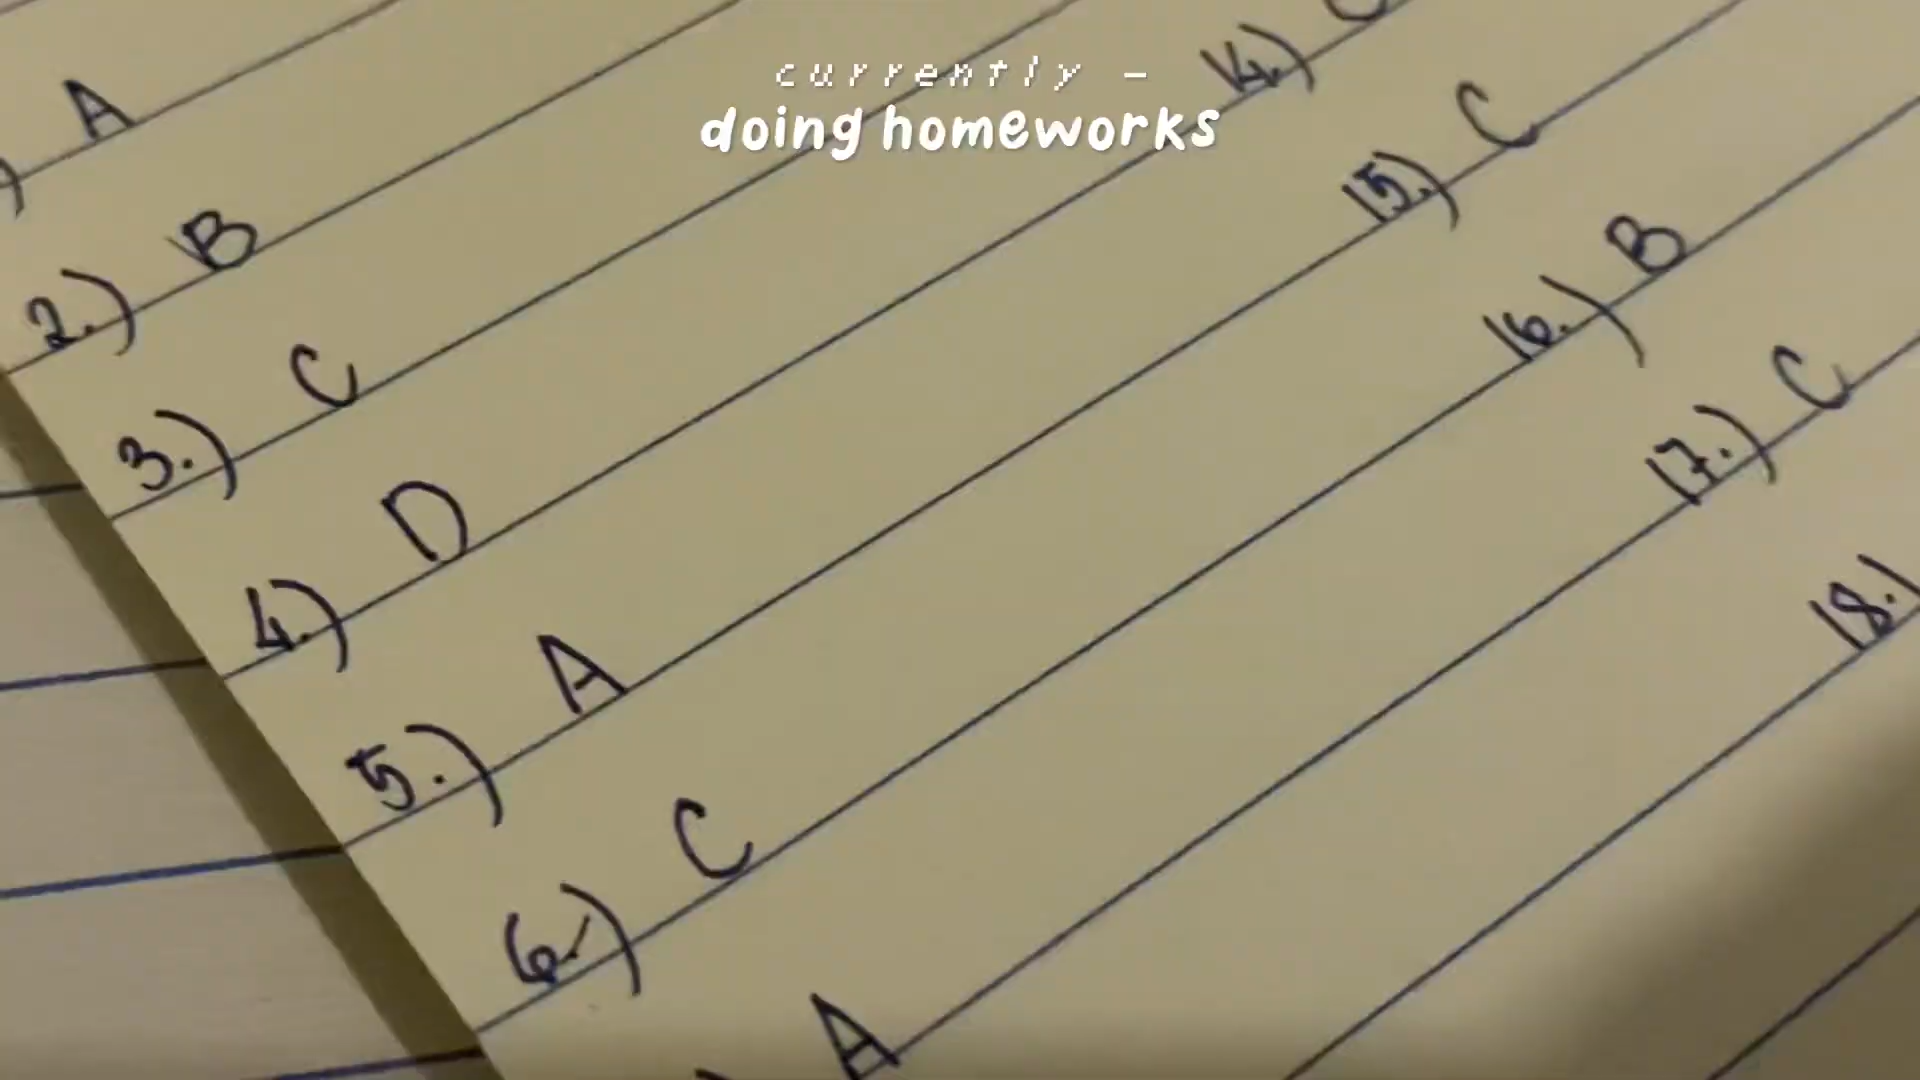 currently -
doing homeworks
) A
2.) B
3.) C
4.) D
5.) A
6.) C
A
14.) C
15.) C
16.) B
17.) C
18.)